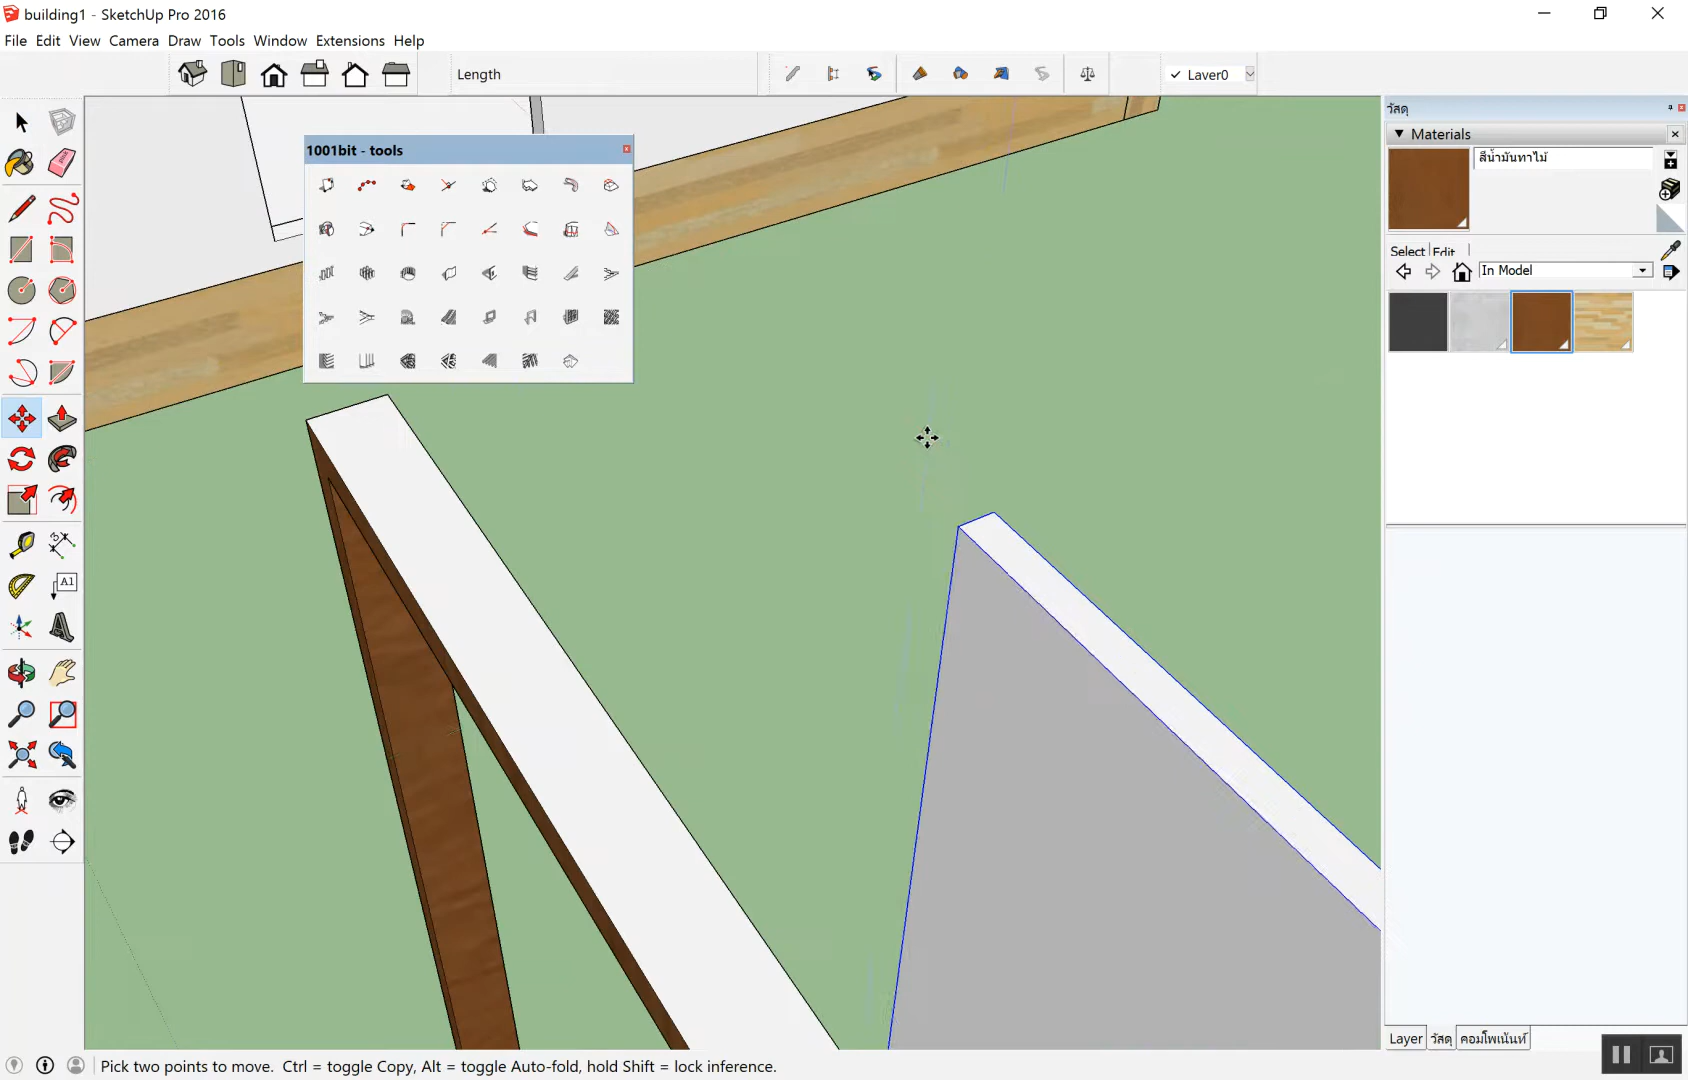 building1 - SketchUp Pro 2016
File Edit View Camera Draw Tools Window Extensions Help
Length
Layer0
วัสดุ
1001bit - tools
Materials
สีน้ำมันทาไม้
Select Edit
In Model
A1
Layer วัสดุ คอมโพเน้นท์
Pick two points to move. Ctrl = toggle Copy, Alt = toggle Auto-fold, hold Shift = lock inference.